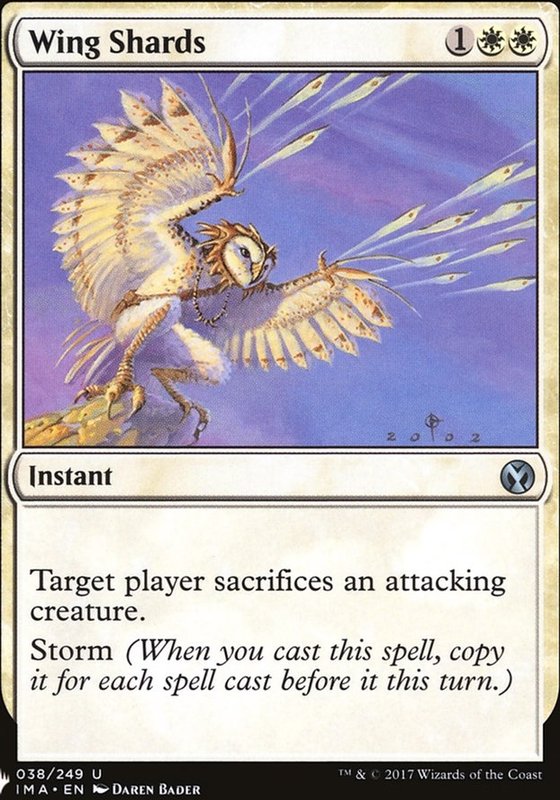 Wing Shards 1
2002
Instant
Target player sacrifices an attacking
creature.
Storm (When you cast this spell, copy
it for each spell cast before it this turn.)
038/249 U
IMA • EN DAREN BADER
™ & © 2017 Wizards of the Coast